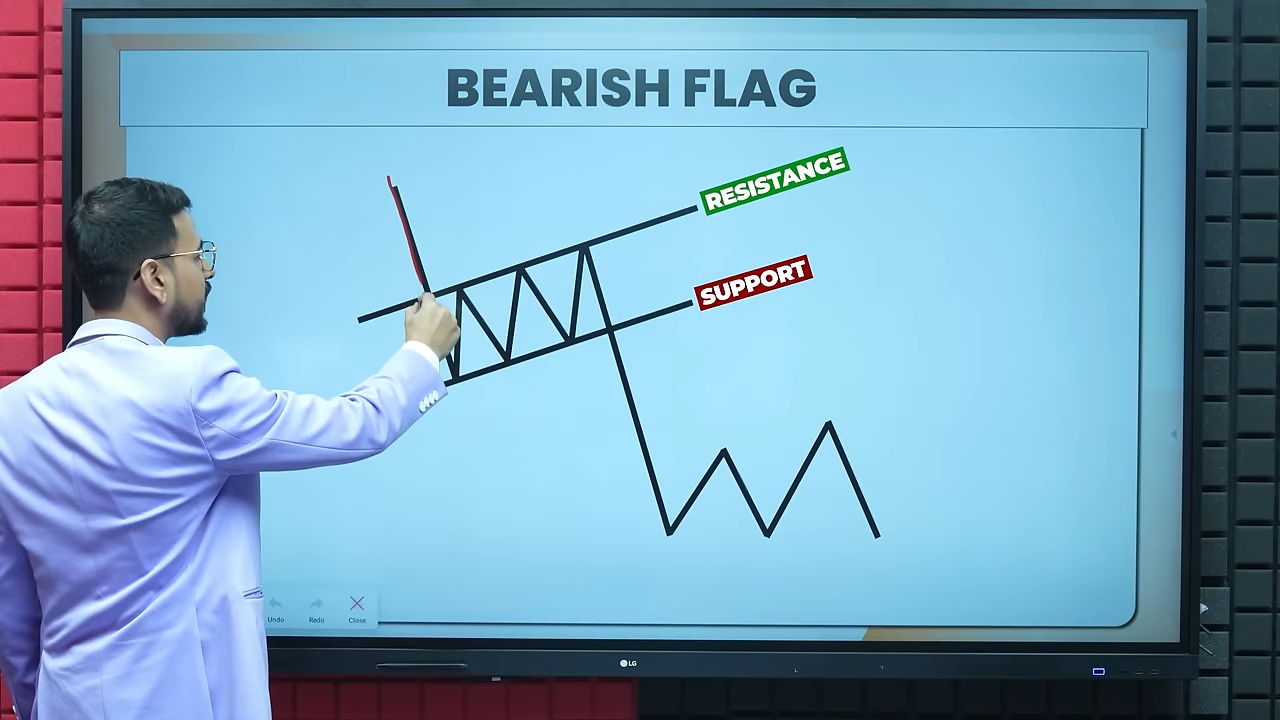 BEARISH FLAG
RESISTANCE
SUPPORT
Undo Redo Close
LG